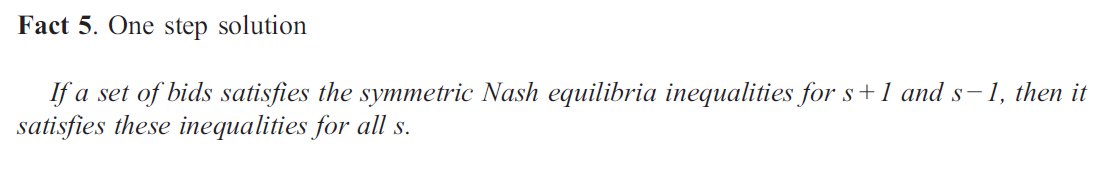 Fact 5. One step solution
If a set of bids satisfies the symmetric Nash equilibria inequalities for s+1 and s−1, then it
satisfies these inequalities for all s.